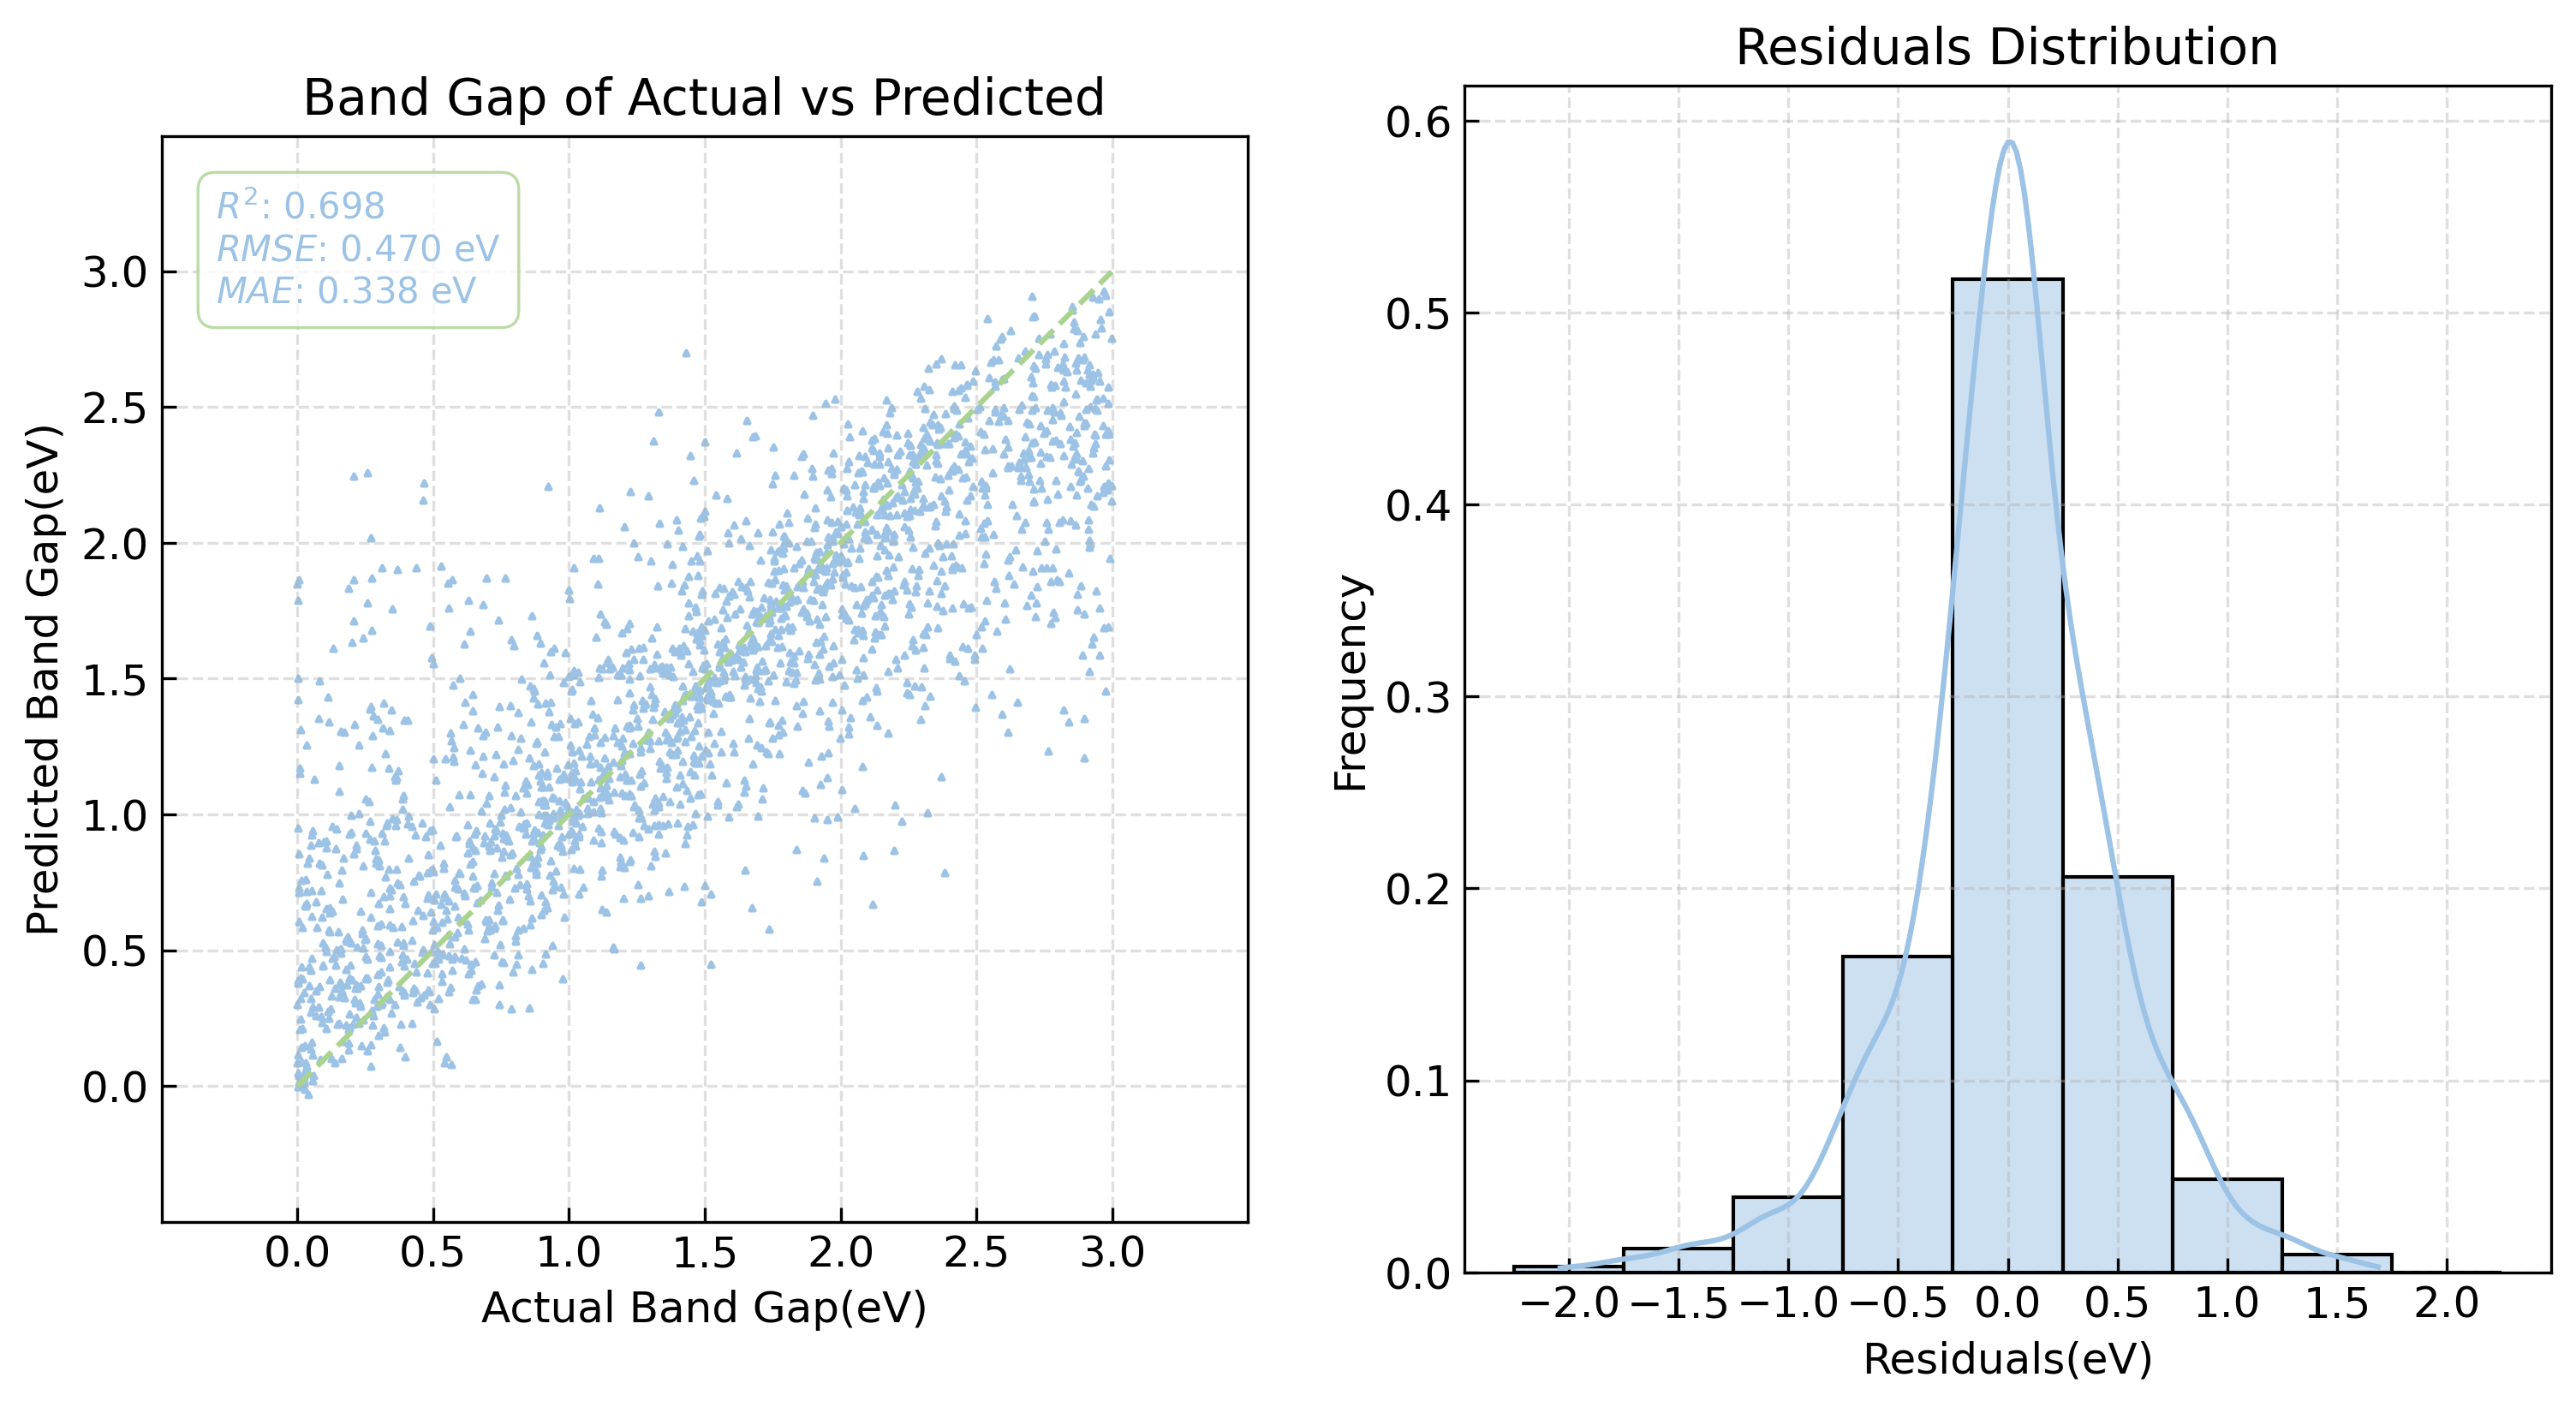 Band Gap of Actual vs Predicted
R²: 0.698
RMSE: 0.470 eV
MAE: 0.338 eV
3.0
2.5
2.0
1.5
1.0
0.5
0.0
Predicted Band Gap(eV)
0.0 0.5 1.0 1.5 2.0 2.5 3.0
Actual Band Gap(eV)
Residuals Distribution
0.6
0.5
0.4
0.3
0.2
0.1
0.0
Frequency
−2.0 −1.5 −1.0 −0.5 0.0 0.5 1.0 1.5 2.0
Residuals(eV)